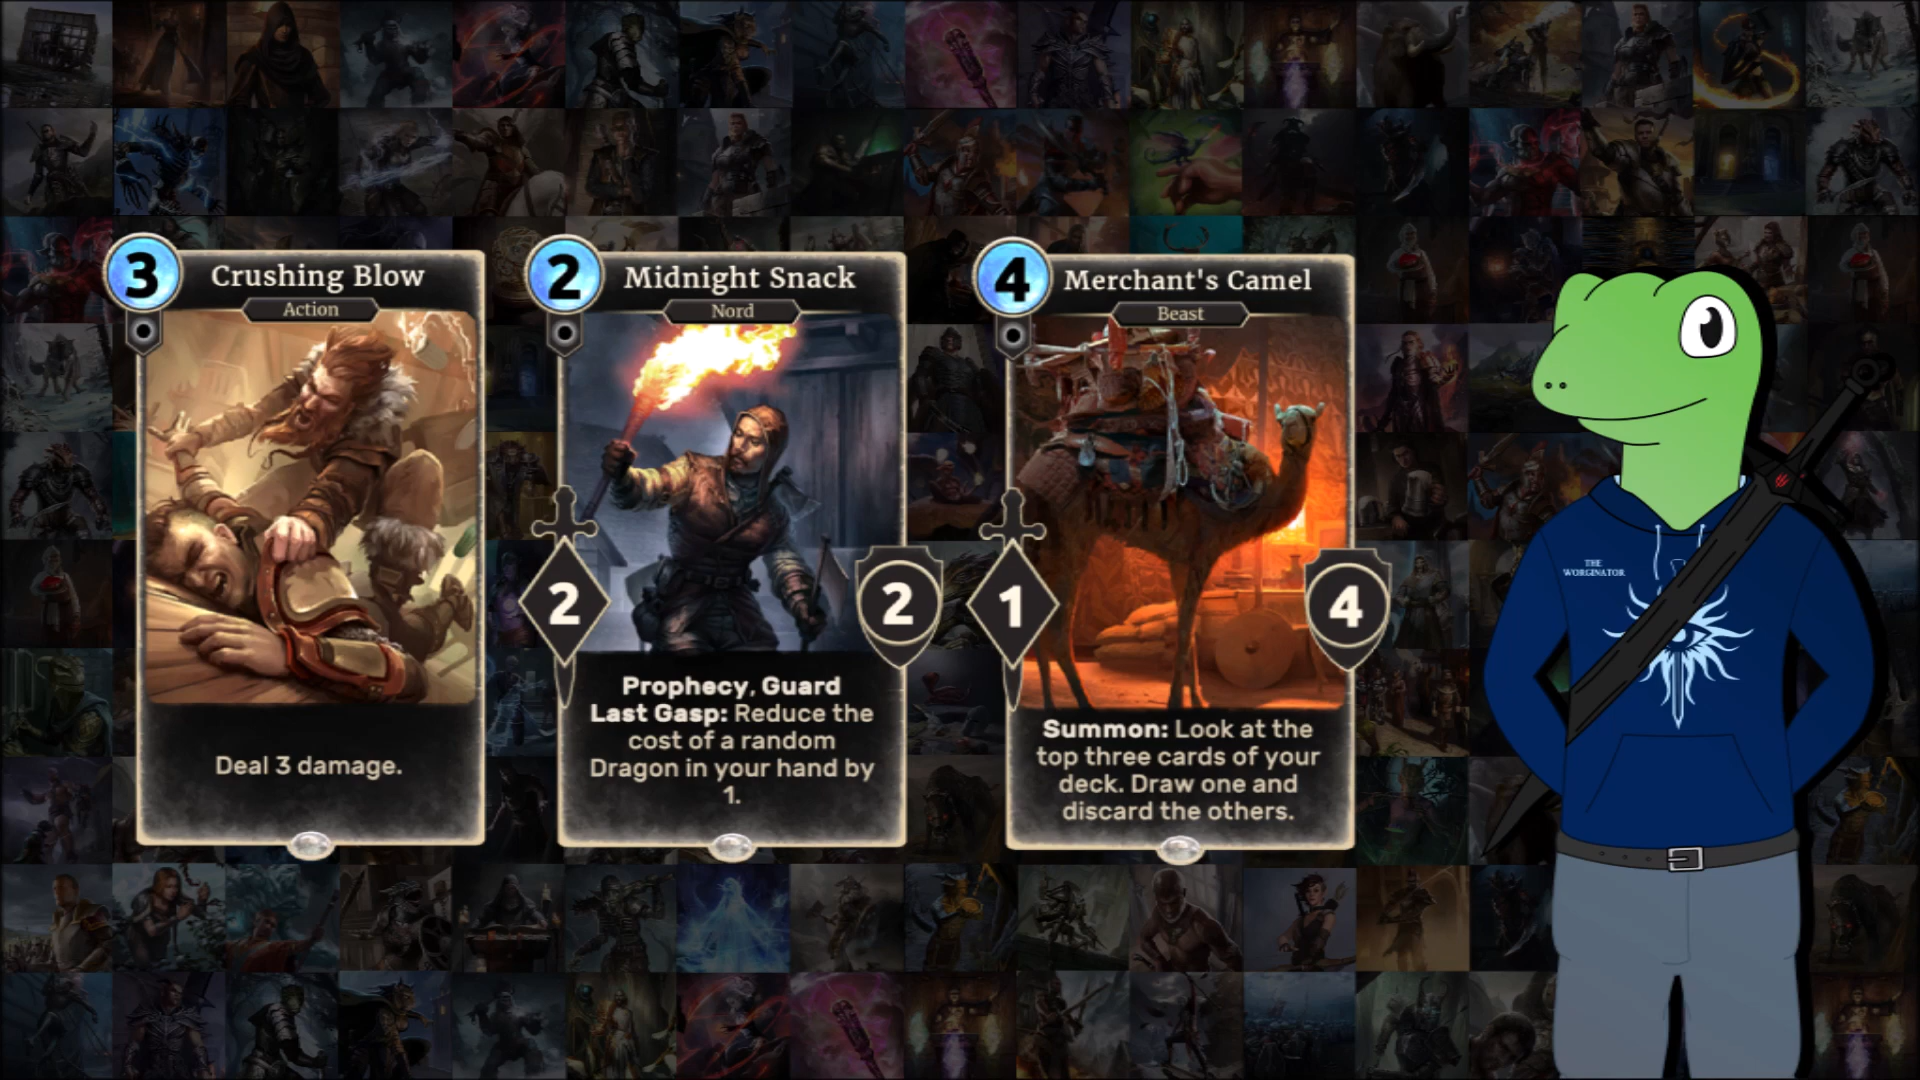 3
Crushing Blow
Action
Deal 3 damage.
2
Midnight Snack
Nord
2
2
Prophecy, Guard
Last Gasp: Reduce the
cost of a random
Dragon in your hand by
1.
4
Merchant's Camel
Beast
1
4
Summon: Look at the
top three cards of your
deck. Draw one and
discard the others.
THE
WORGINATOR